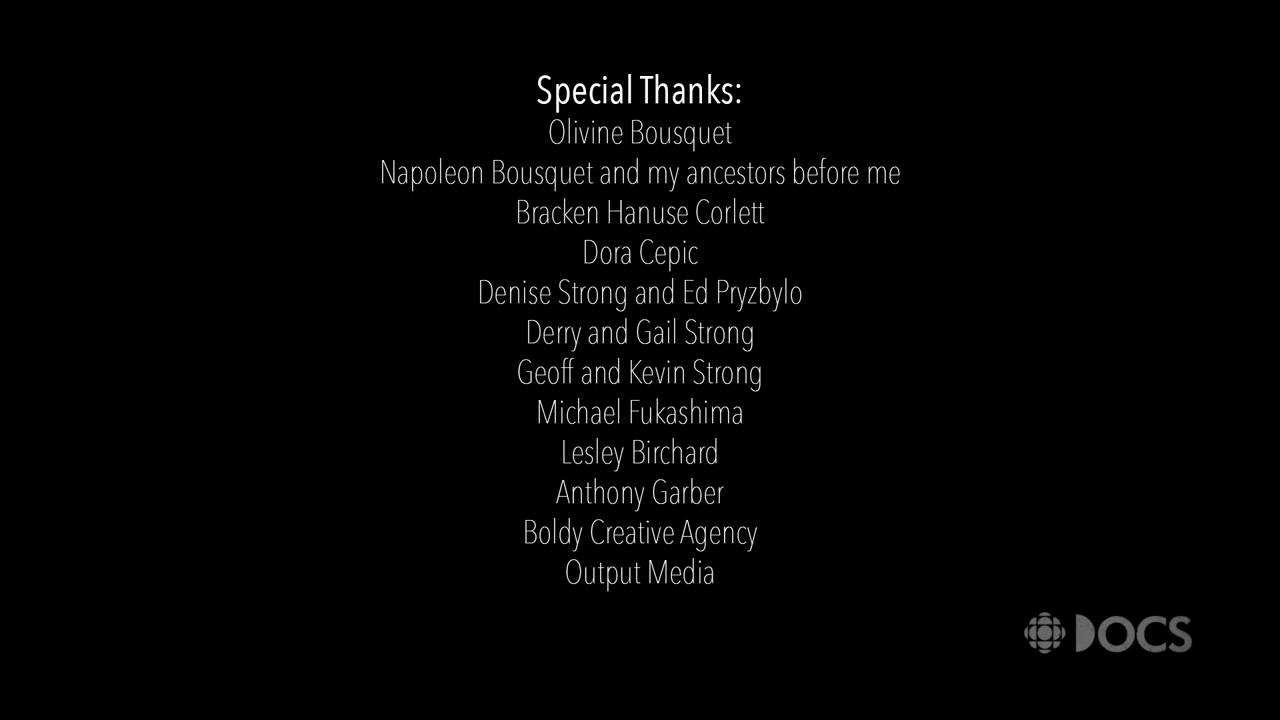 Special Thanks:
Olivine Bousquet
Napoleon Bousquet and my ancestors before me
Bracken Hanuse Corlett
Dora Cepic
Denise Strong and Ed Pryzbylo
Derry and Gail Strong
Geoff and Kevin Strong
Michael Fukashima
Lesley Birchard
Anthony Garber
Boldy Creative Agency
Output Media
DOCS